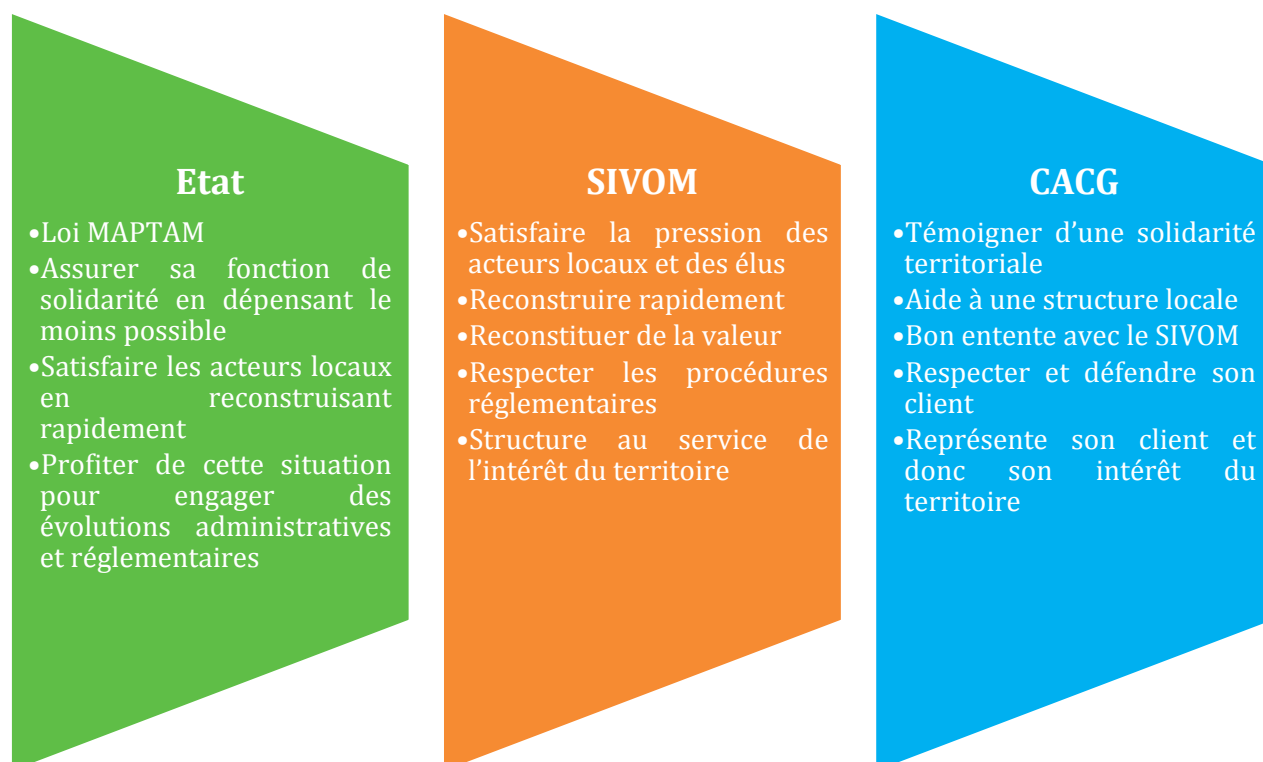 Etat
•Loi MAPTAM
•Assurer sa fonction de
solidarité en dépensant le
moins possible
•Satisfaire les acteurs locaux
en reconstruisant
rapidement
•Profiter de cette situation
pour engager des
évolutions administratives
et réglementaires
SIVOM
•Satisfaire la pression des
acteurs locaux et des élus
•Reconstruire rapidement
•Reconstituer de la valeur
•Respecter les procédures
réglementaires
•Structure au service de
l’intérêt du territoire
CACG
•Témoigner d’une solidarité
territoriale
•Aide à une structure locale
•Bon entente avec le SIVOM
•Respecter et défendre son
client
•Représente son client et
donc son intérêt du
territoire